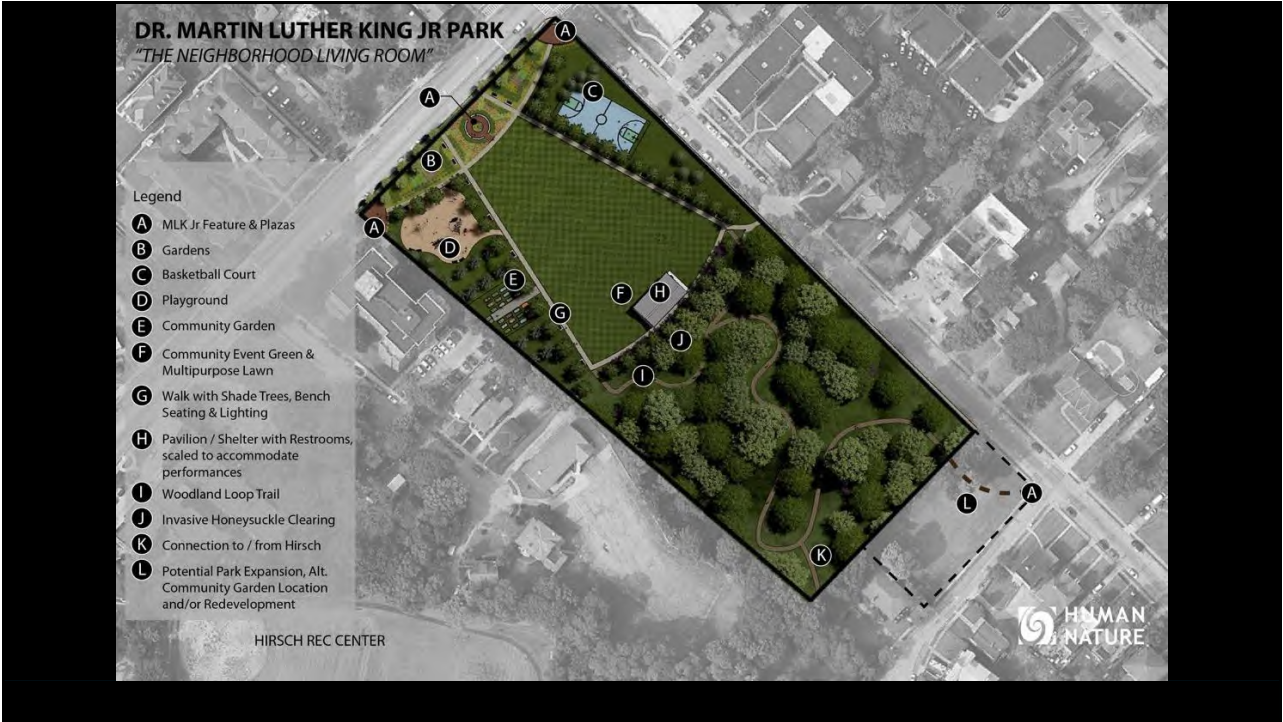 DR. MARTIN LUTHER KING JR PARK
"THE NEIGHBORHOOD LIVING ROOM"
A
C
A
B
A
D
E
F
H
G
J
I
A
L
K
Legend
A MLK Jr Feature & Plazas
B Gardens
C Basketball Court
D Playground
E Community Garden
F Community Event Green &
Multipurpose Lawn
G Walk with Shade Trees, Bench
Seating & Lighting
H Pavilion / Shelter with Restrooms,
scaled to accommodate
performances
I Woodland Loop Trail
J Invasive Honeysuckle Clearing
K Connection to / from Hirsch
L Potential Park Expansion, Alt.
Community Garden Location
and/or Redevelopment
HIRSCH REC CENTER
HUMAN
NATURE